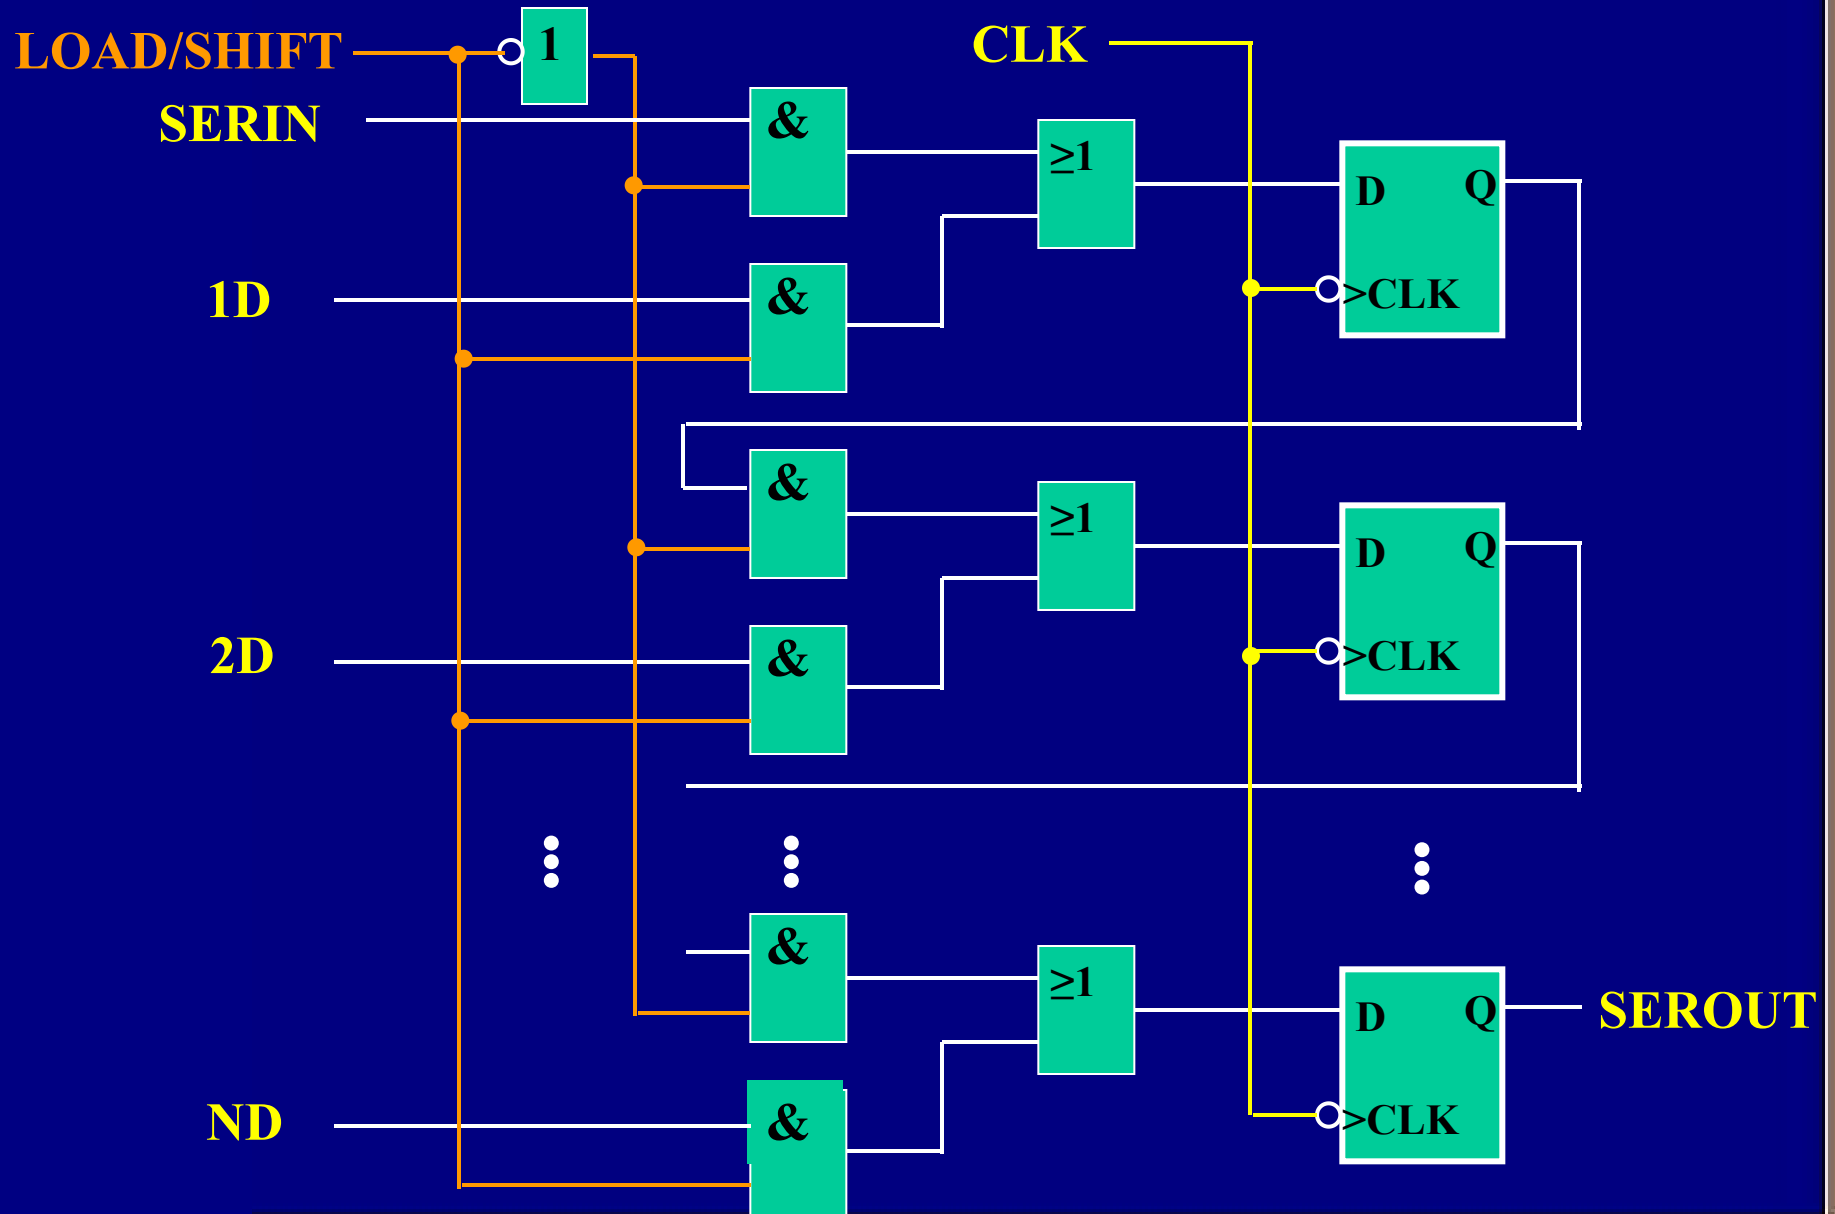 LOAD/SHIFT
1
CLK
SERIN
&
≥1
D
Q
1D
&
>CLK
&
≥1
D
Q
2D
&
>CLK
&
≥1
D
Q
SEROUT
ND
&
>CLK